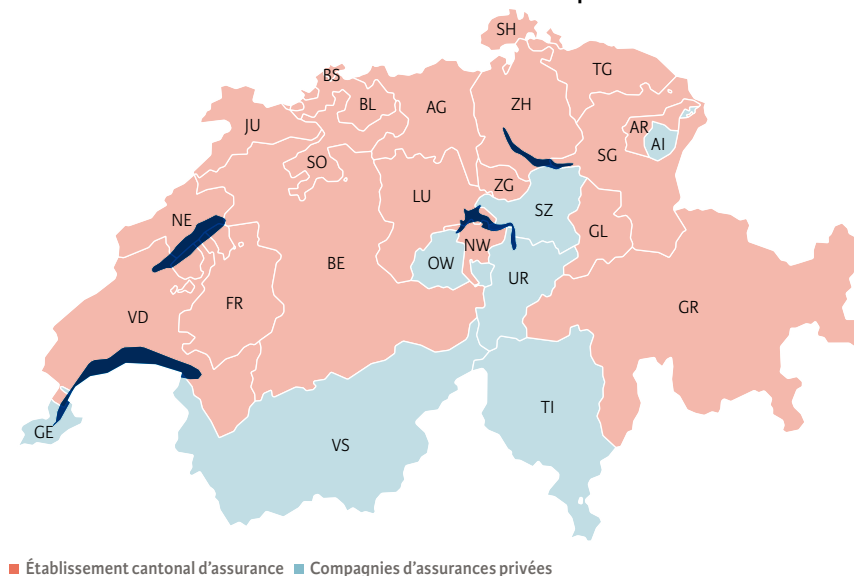 SH
BS
TG
BL
AG
ZH
JU
AR
AI
SO
SG
ZG
LU
SZ
NE
GL
NW
OW
BE
UR
FR
GR
VD
TI
GE
VS
Établissement cantonal d'assurance Compagnies d'assurances privées